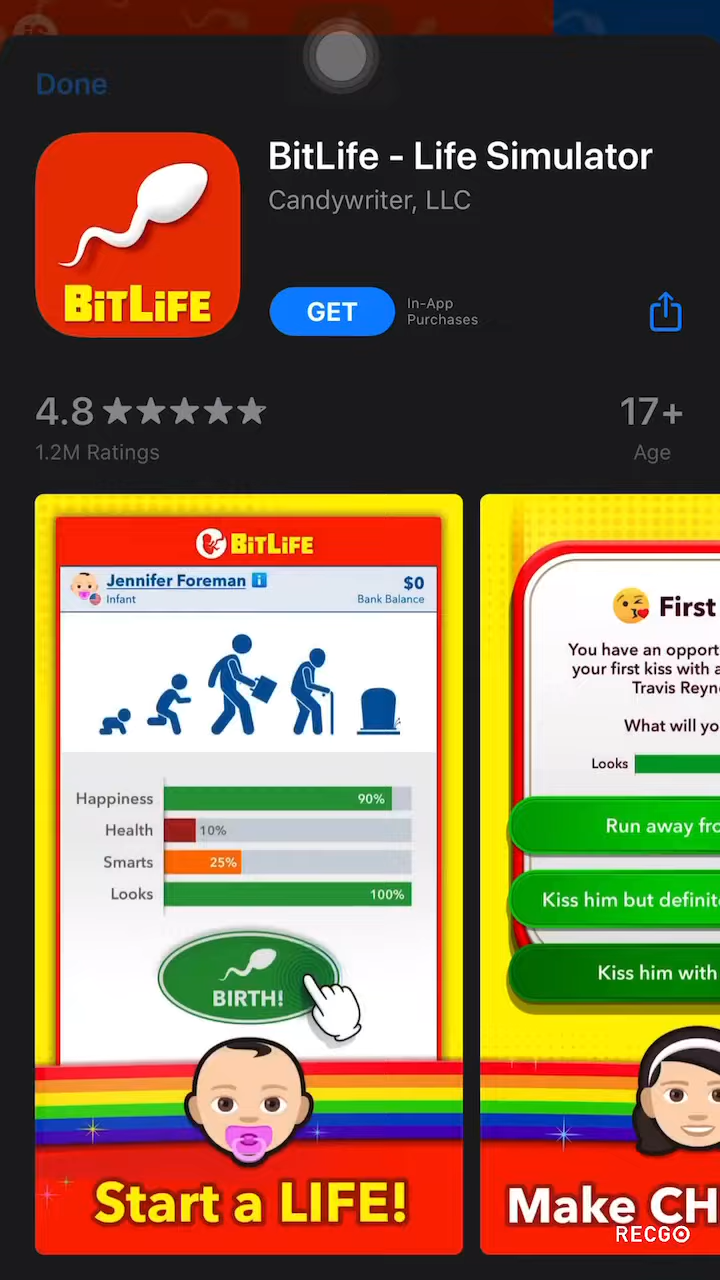 Done
BitLife - Life Simulator
Candywriter, LLC
BITLIFE
GET
In-App
Purchases
4.8
17+
1.2M Ratings
Age
BITLIFE
Jennifer Foreman
$0
Infant
Bank Balance
Happiness 90%
Health 10%
Smarts 25%
Looks 100%
BIRTH!
Start a LIFE!
First
You have an opport
your first kiss with a
Travis Reyn
What will yo
Looks
Run away fro
Kiss him but definit
Kiss him with
Make CH
RECGO